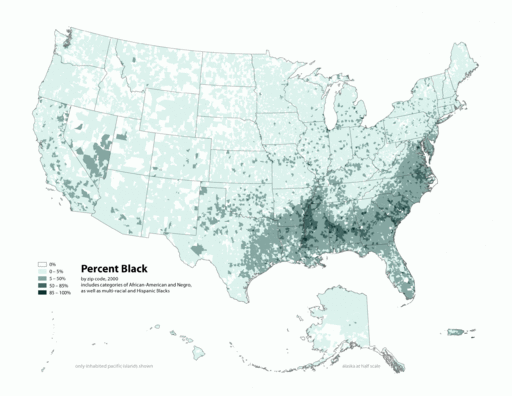 0%
0 – 5%
5 – 50%
50 – 85%
85 – 100%
Percent Black
by zip code, 2000
includes categories of African-American and Negro,
as well as multi-racial and Hispanic Blacks
only inhabited pacific islands shown
alaska at half scale